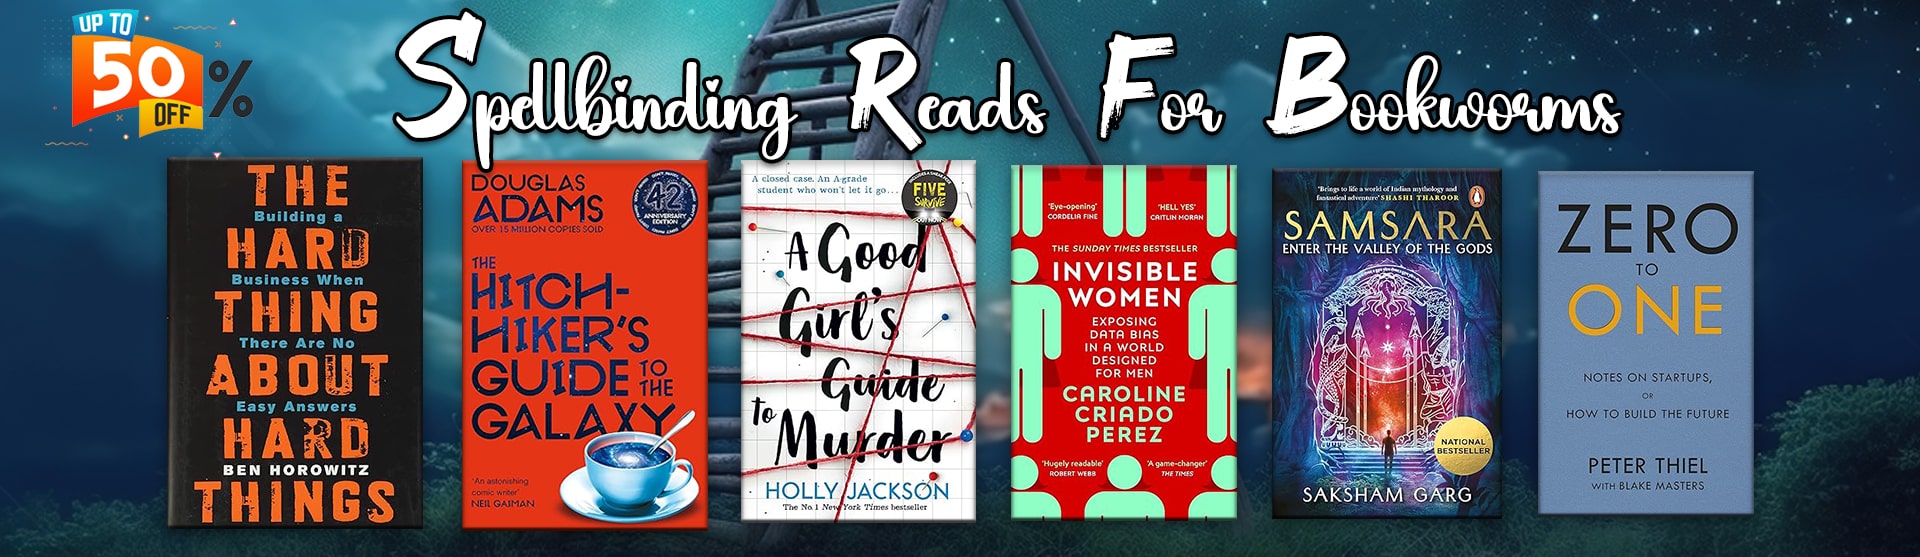 UP TO
50 %
OFF
Spellbinding Reads For Bookworms
THE
Building a
HARD
Business When
THING
There Are No
ABOUT
Easy Answers
HARD
BEN HOROWITZ
THINGS
DOUGLAS
ADAMS
OVER 15 MILLION COPIES SOLD
42
ANNIVERSARY
EDITION
THE
HITCH-
HIKER'S
GUIDE TO THE
GALAXY
'An astonishing
comic writer'
NEIL GAIMAN
A closed case. An A-grade
student who won't let it go...
INCLUDES A SNEAK PEEK
FIVE
SURVIVE
OUT NOW
A Good
Girl's
Guide
to
Murder
HOLLY JACKSON
The No.1 New York Times bestseller
'Eye-opening'
CORDELIA FINE
'HELL YES'
CAITLIN MORAN
THE SUNDAY TIMES BESTSELLER
INVISIBLE
WOMEN
EXPOSING
DATA BIAS
IN A WORLD
DESIGNED
FOR MEN
CAROLINE
CRIADO
PEREZ
'Hugely readable'
ROBERT WEBB
'A game-changer'
THE TIMES
'Brings to life a world of Indian mythology and
fantastical adventure' SHASHI THAROOR
SAMSARA
ENTER THE VALLEY OF THE GODS
NATIONAL
BESTSELLER
SAKSHAM GARG
ZERO
TO
ONE
NOTES ON STARTUPS,
OR
HOW TO BUILD THE FUTURE
PETER THIEL
WITH BLAKE MASTERS